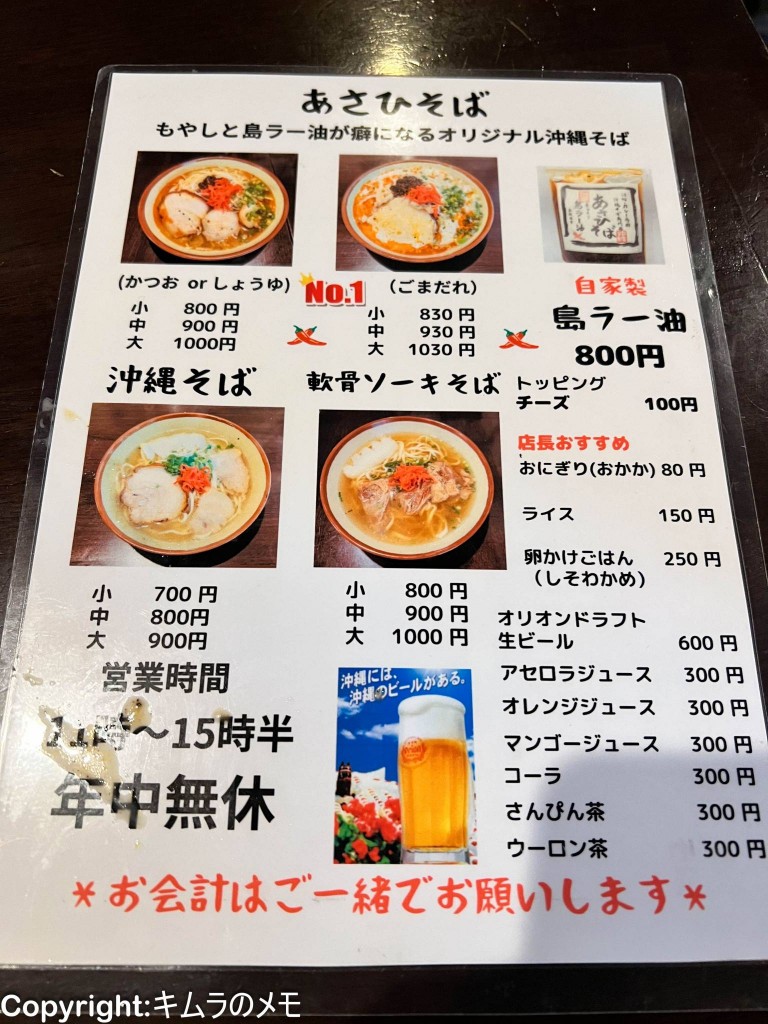 あさひそば
もやしと島ラー油が癖になるオリジナル沖縄そば
(かつお or しょうゆ)
小 800円
中 900円
大 1000円
No.1
(ごまだれ)
小 830円
中 930円
大 1030円
あさひそば
島ラー油
自家製
島ラー油
800円
トッピング
チーズ 100円
沖縄そば
小 700円
中 800円
大 900円
軟骨ソーキそば
小 800円
中 900円
大 1000円
店長おすすめ
おにぎり(おかか) 80円
ライス 150円
卵かけごはん 250円
(しそわかめ)
オリオンドラフト
生ビール 600円
アセロラジュース 300円
オレンジジュース 300円
マンゴージュース 300円
コーラ 300円
さんぴん茶 300円
ウーロン茶 300円
営業時間
11時〜15時半
年中無休
沖縄には、
沖縄のビールがある。
*お会計はご一緒でお願いします*
Copyright:キムラのメモ